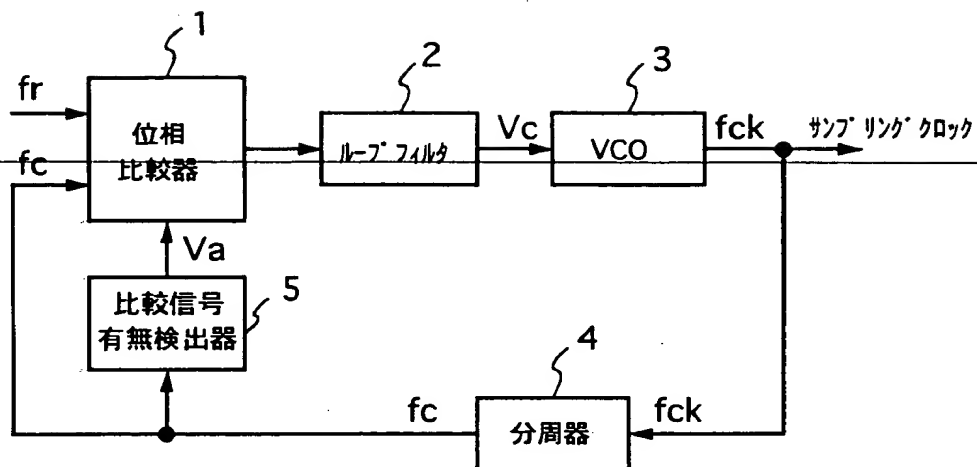 1
fr
位相
比較器
fc
2
ループフィルタ
Vc
3
VCO
fck
サンプリングクロック
Va
比較信号
有無検出器
5
4
fc
分周器
fck